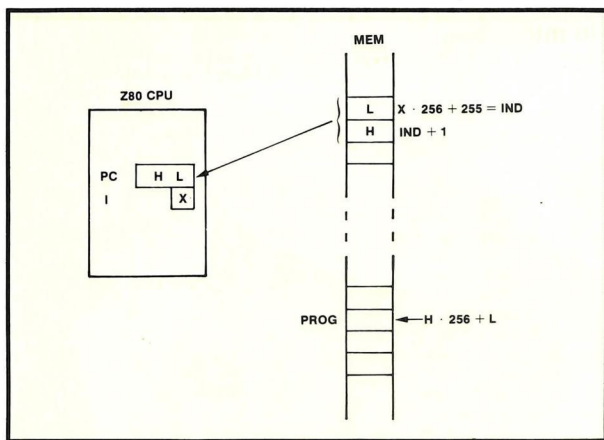 MEM
Z80 CPU
L X · 256 + 255 = IND
H IND + 1
PC H L
I X
PROG H · 256 + L